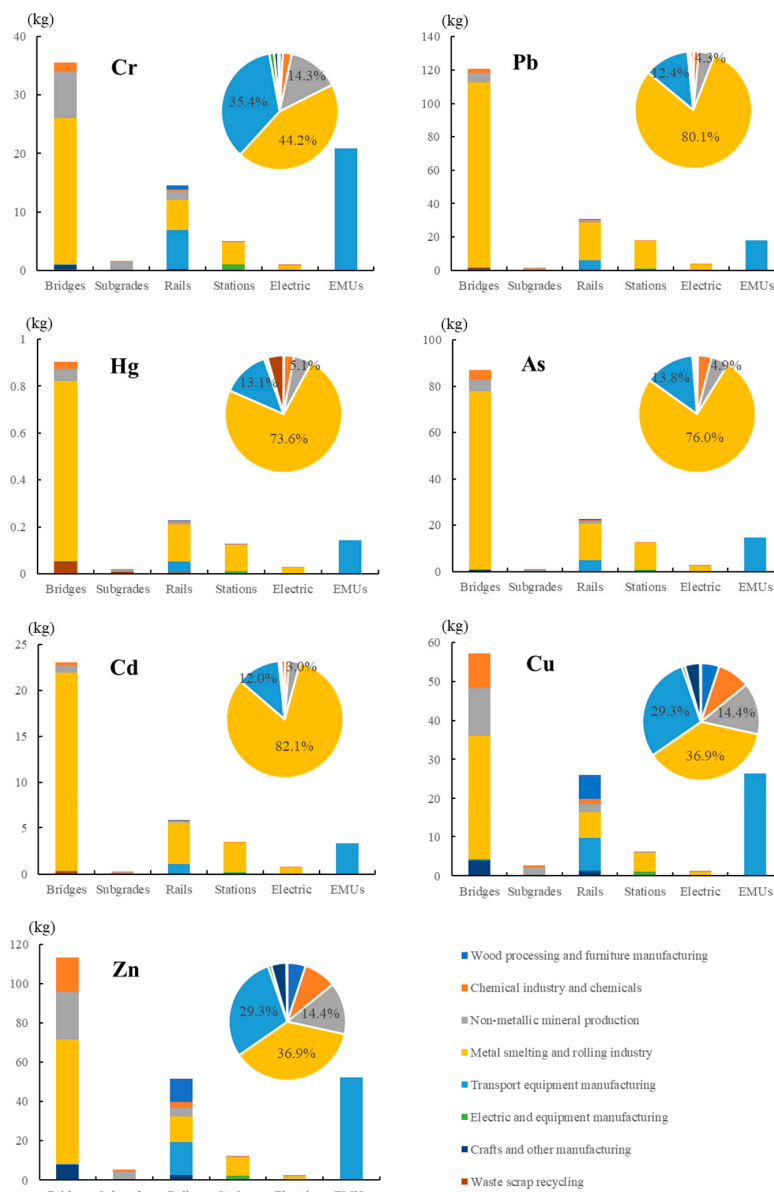 (kg)
Cr
40
30
20
10
0
14.3%
35.4%
44.2%
Bridges Subgrades Rails Stations Electric EMUs
(kg)
Pb
140
120
100
80
60
40
20
0
4.3%
12.4%
80.1%
Bridges Subgrades Rails Stations Electric EMUs
(kg)
Hg
1
0.8
0.6
0.4
0.2
0
5.1%
13.1%
73.6%
Bridges Subgrades Rails Stations Electric EMUs
(kg)
As
100
80
60
40
20
0
4.9%
13.8%
76.0%
Bridges Subgrades Rails Stations Electric EMUs
(kg)
Cd
25
20
15
10
5
0
3.0%
12.0%
82.1%
Bridges Subgrades Rails Stations Electric EMUs
(kg)
Cu
60
50
40
30
20
10
0
29.3%
14.4%
36.9%
Bridges Subgrades Rails Stations Electric EMUs
(kg)
Zn
120
100
80
60
40
20
0
29.3%
14.4%
36.9%
Wood processing and furniture manufacturing
Chemical industry and chemicals
Non-metallic mineral production
Metal smelting and rolling industry
Transport equipment manufacturing
Electric and equipment manufacturing
Crafts and other manufacturing
Waste scrap recycling